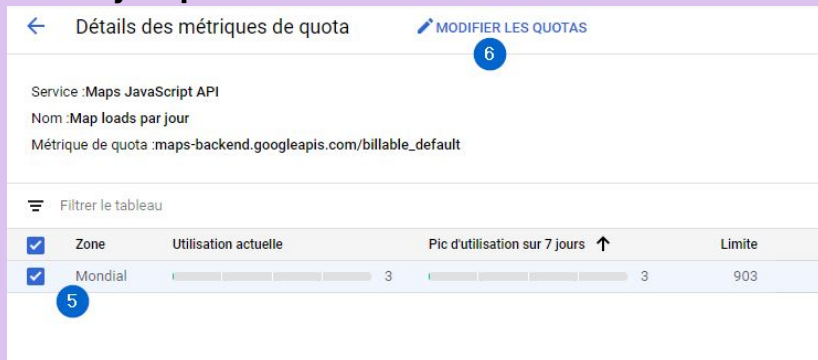 Détails des métriques de quota
MODIFIER LES QUOTAS
6
Service :Maps JavaScript API
Nom :Map loads par jour
Métrique de quota :maps-backend.googleapis.com/billable_default
Filtrer le tableau
Zone Utilisation actuelle Pic d'utilisation sur 7 jours Limite
Mondial 3 3 903
5